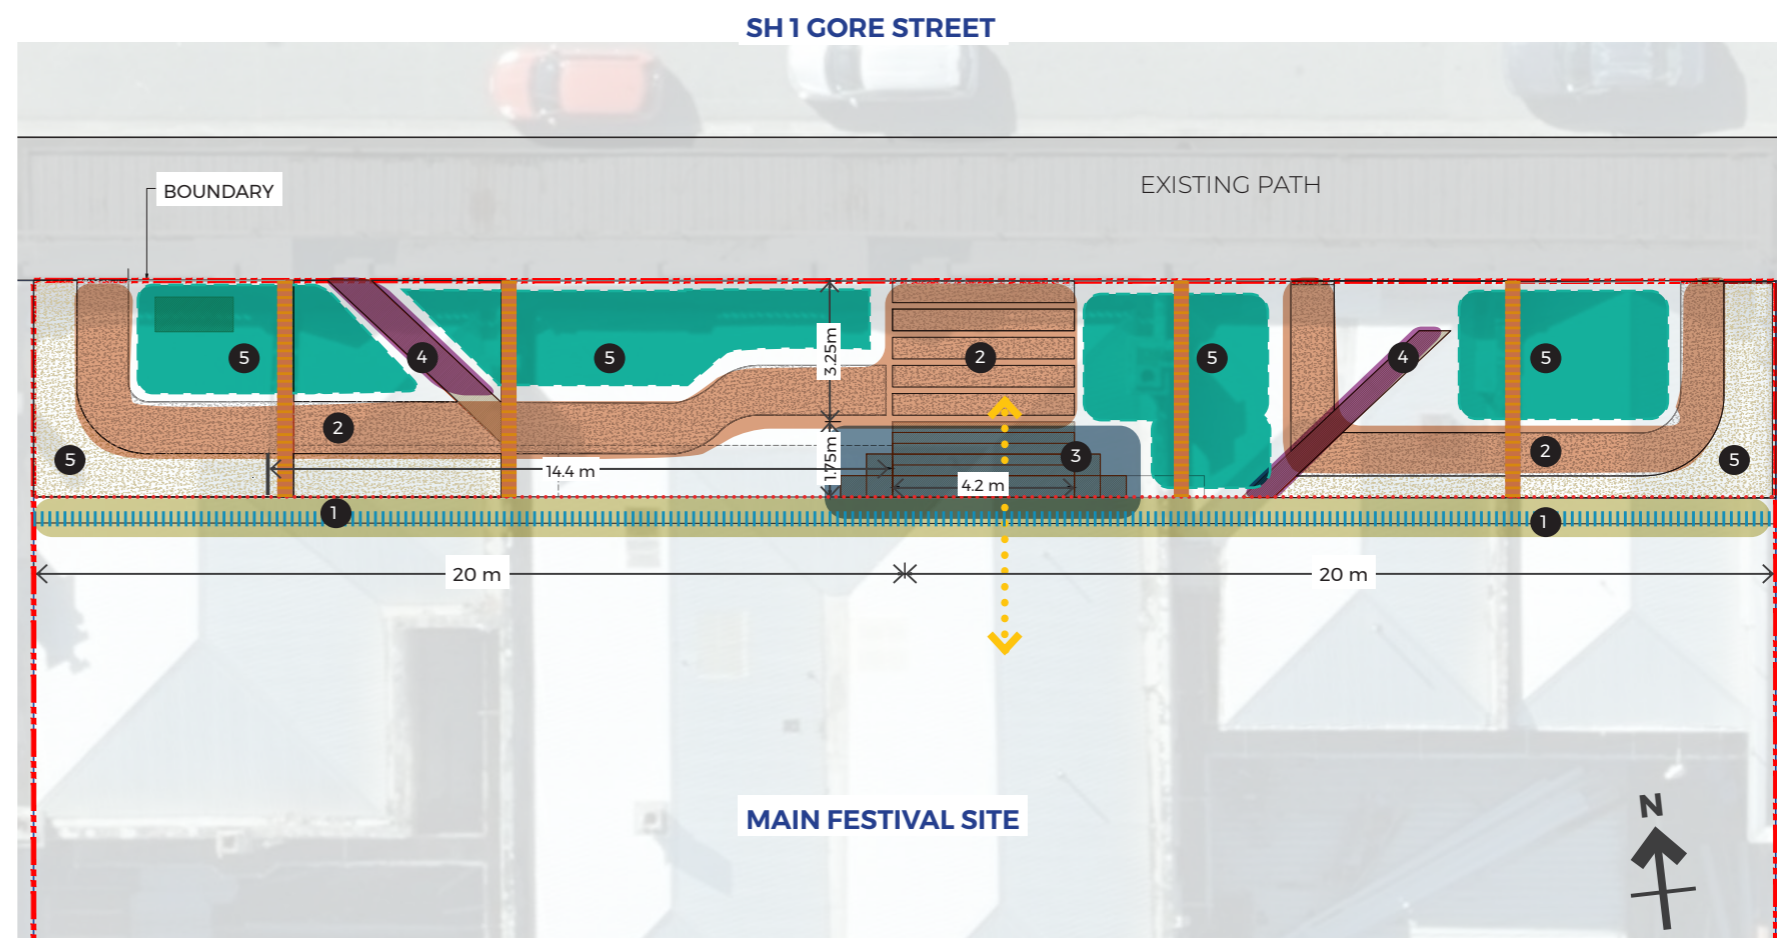 SH 1 GORE STREET
EXISTING PATH
BOUNDARY
3.25m
5
4
5
2
5
4
5
2
3
2
5
5
1.75m
14.4 m
4.2 m
1
1
20 m
20 m
MAIN FESTIVAL SITE
N